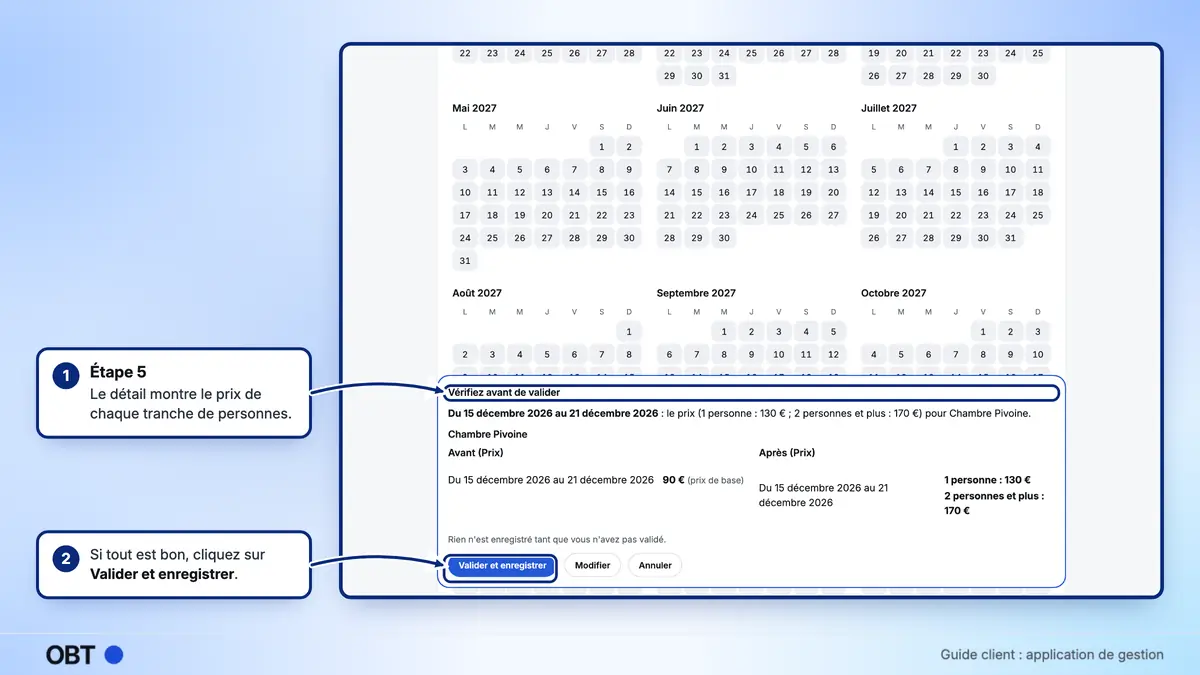 22 23 24 25 26 27 28
22 23 24 25 26 27 28
19 20 21 22 23 24 25
29 30 31
26 27 28 29 30
Mai 2027
L M M J V S D
1 2
3 4 5 6 7 8 9
10 11 12 13 14 15 16
17 18 19 20 21 22 23
24 25 26 27 28 29 30
31
Juin 2027
L M M J V S D
1 2 3 4 5 6
7 8 9 10 11 12 13
14 15 16 17 18 19 20
21 22 23 24 25 26 27
28 29 30
Juillet 2027
L M M J V S D
1 2 3 4
5 6 7 8 9 10 11
12 13 14 15 16 17 18
19 20 21 22 23 24 25
26 27 28 29 30 31
Août 2027
L M M J V S D
1
2 3 4 5 6 7 8
Septembre 2027
L M M J V S D
1 2 3 4 5
6 7 8 9 10 11 12
Octobre 2027
L M M J V S D
1 2 3
4 5 6 7 8 9 10
1
Étape 5
Le détail montre le prix de
chaque tranche de personnes.
Vérifiez avant de valider
Du 15 décembre 2026 au 21 décembre 2026 : le prix (1 personne : 130 € ; 2 personnes et plus : 170 €) pour Chambre Pivoine.
Chambre Pivoine
Avant (Prix)
Du 15 décembre 2026 au 21 décembre 2026 90 € (prix de base)
Après (Prix)
Du 15 décembre 2026 au 21
décembre 2026
1 personne : 130 €
2 personnes et plus :
170 €
Rien n'est enregistré tant que vous n'avez pas validé.
2
Si tout est bon, cliquez sur
Valider et enregistrer.
Valider et enregistrer
Modifier
Annuler
OBT
Guide client : application de gestion